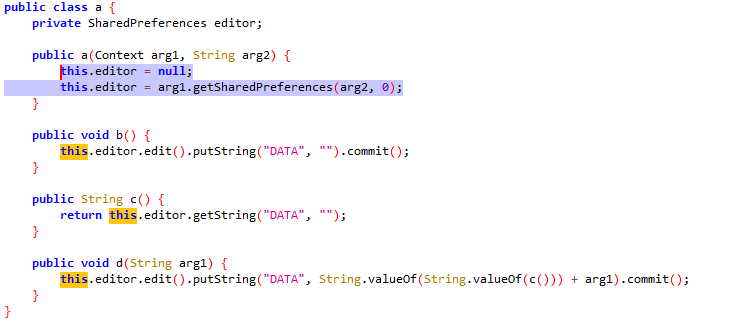 public class a {
    private SharedPreferences editor;

    public a(Context arg1, String arg2) {
        this.editor = null;
        this.editor = arg1.getSharedPreferences(arg2, 0);
    }

    public void b() {
        this.editor.edit().putString("DATA", "").commit();
    }

    public String c() {
        return this.editor.getString("DATA", "");
    }

    public void d(String arg1) {
        this.editor.edit().putString("DATA", String.valueOf(String.valueOf(c())) + arg1).commit();
    }
}